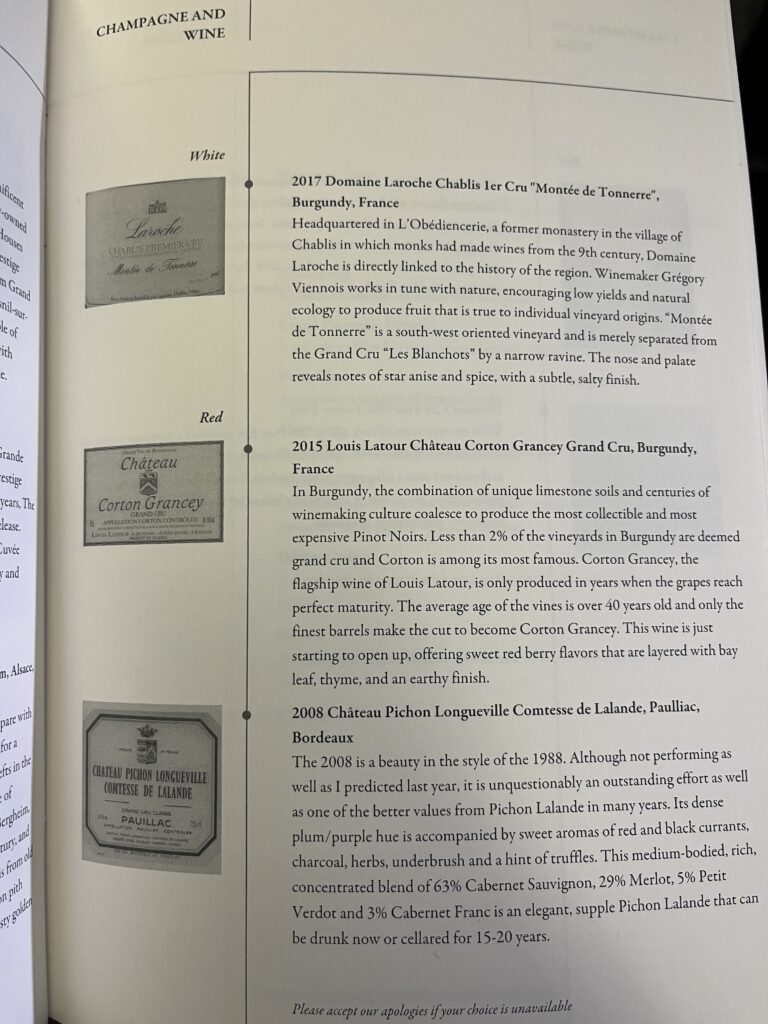 CHAMPAGNE AND
WINE
White
Laroche
CHABLIS PREMIER CRU
Montée de Tonnerre
2017 Domaine Laroche Chablis 1er Cru "Montée de Tonnerre",
Burgundy, France
Headquartered in L'Obédiencerie, a former monastery in the village of
Chablis in which monks had made wines from the 9th century, Domaine
Laroche is directly linked to the history of the region. Winemaker Grégory
Viennois works in tune with nature, encouraging low yields and natural
ecology to produce fruit that is true to individual vineyard origins. “Montée
de Tonnerre” is a south-west oriented vineyard and is merely separated from
the Grand Cru “Les Blanchots” by a narrow ravine. The nose and palate
reveals notes of star anise and spice, with a subtle, salty finish.
Red
Château
Corton Grancey
GRAND CRU
APPELLATION CORTON CONTRÔLÉE
2015 Louis Latour Château Corton Grancey Grand Cru, Burgundy,
France
In Burgundy, the combination of unique limestone soils and centuries of
winemaking culture coalesce to produce the most collectible and most
expensive Pinot Noirs. Less than 2% of the vineyards in Burgundy are deemed
grand cru and Corton is among its most famous. Corton Grancey, the
flagship wine of Louis Latour, is only produced in years when the grapes reach
perfect maturity. The average age of the vines is over 40 years old and only the
finest barrels make the cut to become Corton Grancey. This wine is just
starting to open up, offering sweet red berry flavors that are layered with bay
leaf, thyme, and an earthy finish.
CHATEAU PICHON LONGUEVILLE
COMTESSE DE LALANDE
GRAND CRU CLASSÉ
PAUILLAC
APPELLATION PAUILLAC CONTROLÉE
2008 Château Pichon Longueville Comtesse de Lalande, Paulliac,
Bordeaux
The 2008 is a beauty in the style of the 1988. Although not performing as
well as I predicted last year, it is unquestionably an outstanding effort as well
as one of the better values from Pichon Lalande in many years. Its dense
plum/purple hue is accompanied by sweet aromas of red and black currants,
charcoal, herbs, underbrush and a hint of truffles. This medium-bodied, rich,
concentrated blend of 63% Cabernet Sauvignon, 29% Merlot, 5% Petit
Verdot and 3% Cabernet Franc is an elegant, supple Pichon Lalande that can
be drunk now or cellared for 15-20 years.
Please accept our apologies if your choice is unavailable